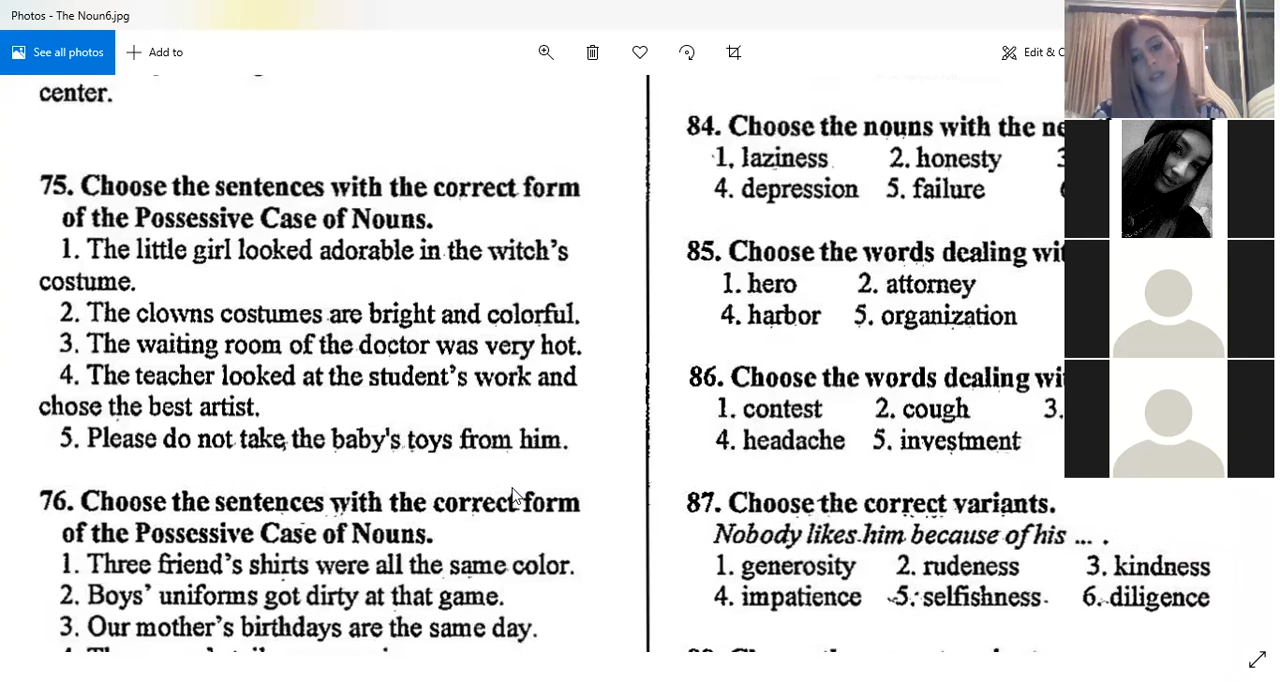 Photos - The Noun6.jpg
See all photos
Add to
Edit & C
center.
75. Choose the sentences with the correct form
of the Possessive Case of Nouns.
1. The little girl looked adorable in the witch's
costume.
2. The clowns costumes are bright and colorful.
3. The waiting room of the doctor was very hot.
4. The teacher looked at the student's work and
chose the best artist.
5. Please do not take the baby's toys from him.
76. Choose the sentences with the correct form
of the Possessive Case of Nouns.
1. Three friend's shirts were all the same color.
2. Boys' uniforms got dirty at that game.
3. Our mother's birthdays are the same day.
84. Choose the nouns with the ne
1. laziness 2. honesty 3
4. depression 5. failure
85. Choose the words dealing wit
1. hero 2. attorney
4. harbor 5. organization
86. Choose the words dealing wi
1. contest 2. cough 3.
4. headache 5. investment
87. Choose the correct variants.
Nobody likes him because of his ... .
1. generosity 2. rudeness 3. kindness
4. impatience 5. selfishness 6. diligence